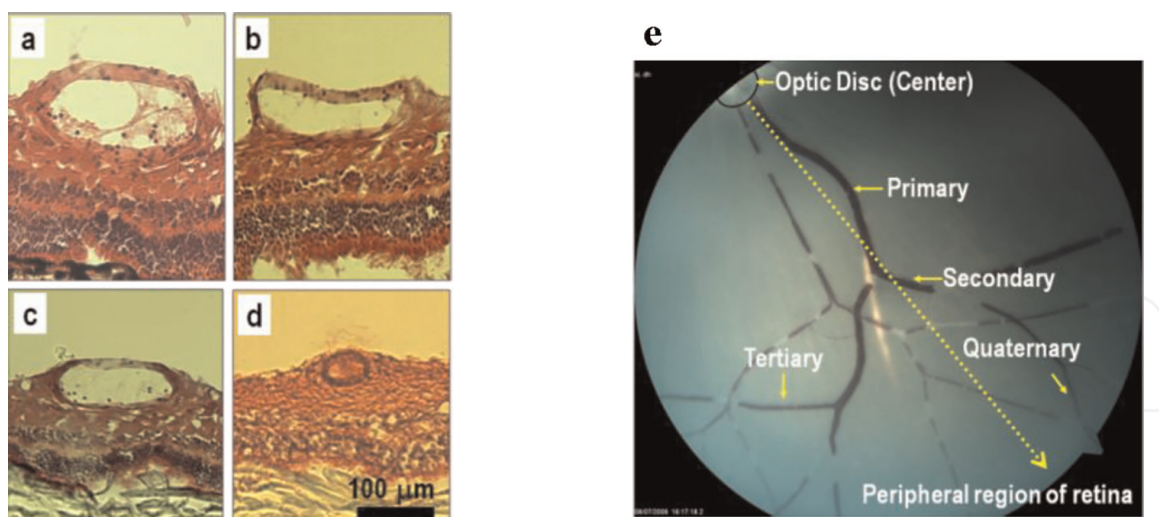 a
b
c
d
100 μm
e
Optic Disc (Center)
Primary
Secondary
Quaternary
Tertiary
Peripheral region of retina